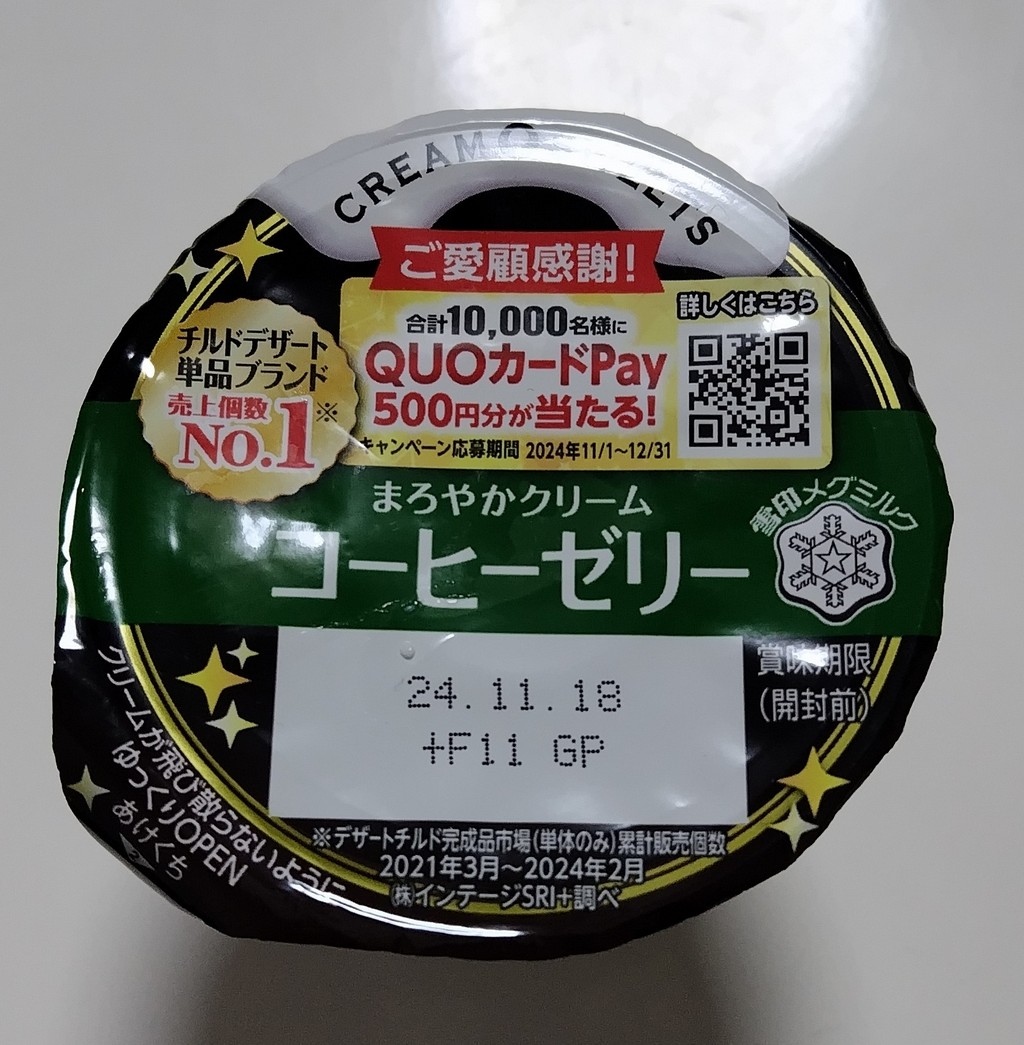 CREAM
ご愛顧感謝!
合計10,000名様に
QUOカードPay
500円分が当たる!
キャンペーン応募期間 2024年11/1～12/31
詳しくはこちら
チルドデザート
単品ブランド
売上個数
No.1※
まろやかクリーム
コーヒーゼリー
雪印メグミルク
賞味期限
(開封前)
24.11.18
+F11 GP
クリームが飛び散らないように
ゆっくりOPEN
あけくち
※デザートチルド完成品市場(単体のみ)累計販売個数
2021年3月～2024年2月
㈱インテージSRI+調べ